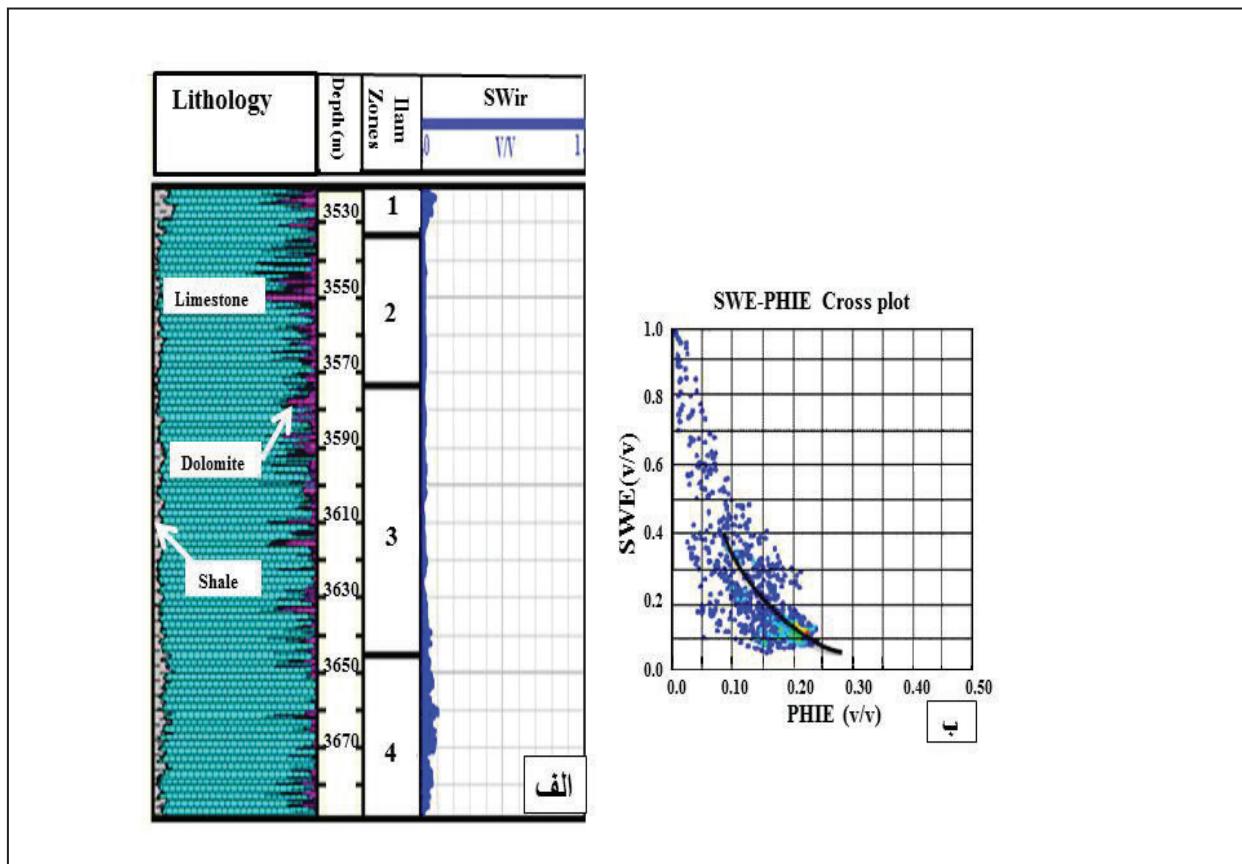 Lithology
Depth(m)
Ilam
Zones
SWir
0 V/V 1
1
2
3
4
3530
3550
3570
3590
3610
3630
3650
3670
Limestone
Dolomite
Shale
الف
SWE-PHIE Cross plot
SWE(v/v)
1.0
0.8
0.6
0.4
0.2
0.0
0.0 0.10 0.20 0.30 0.40 0.50
PHIE (v/v)
ب